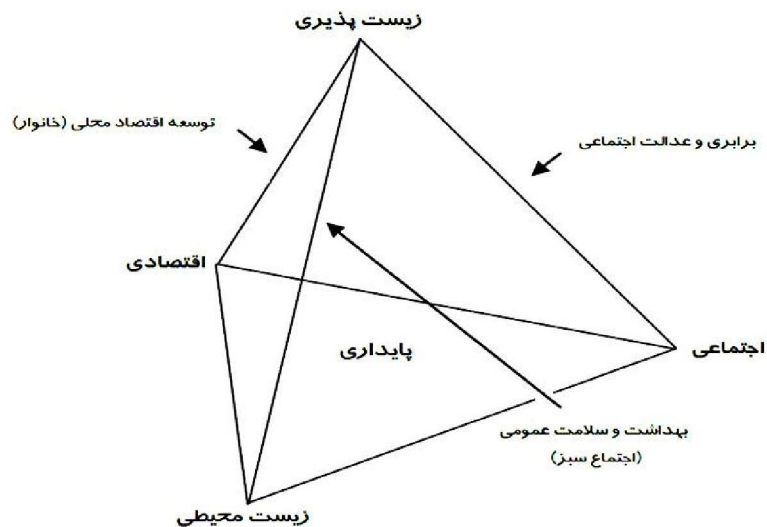 زیست پذیری
توسعه اقتصاد محلی (خانوار)
برابری و عدالت اجتماعی
اقتصادی
پایداری
اجتماعی
بهداشت و سلامت عمومی
(اجتماع سبز)
زیست محیطی